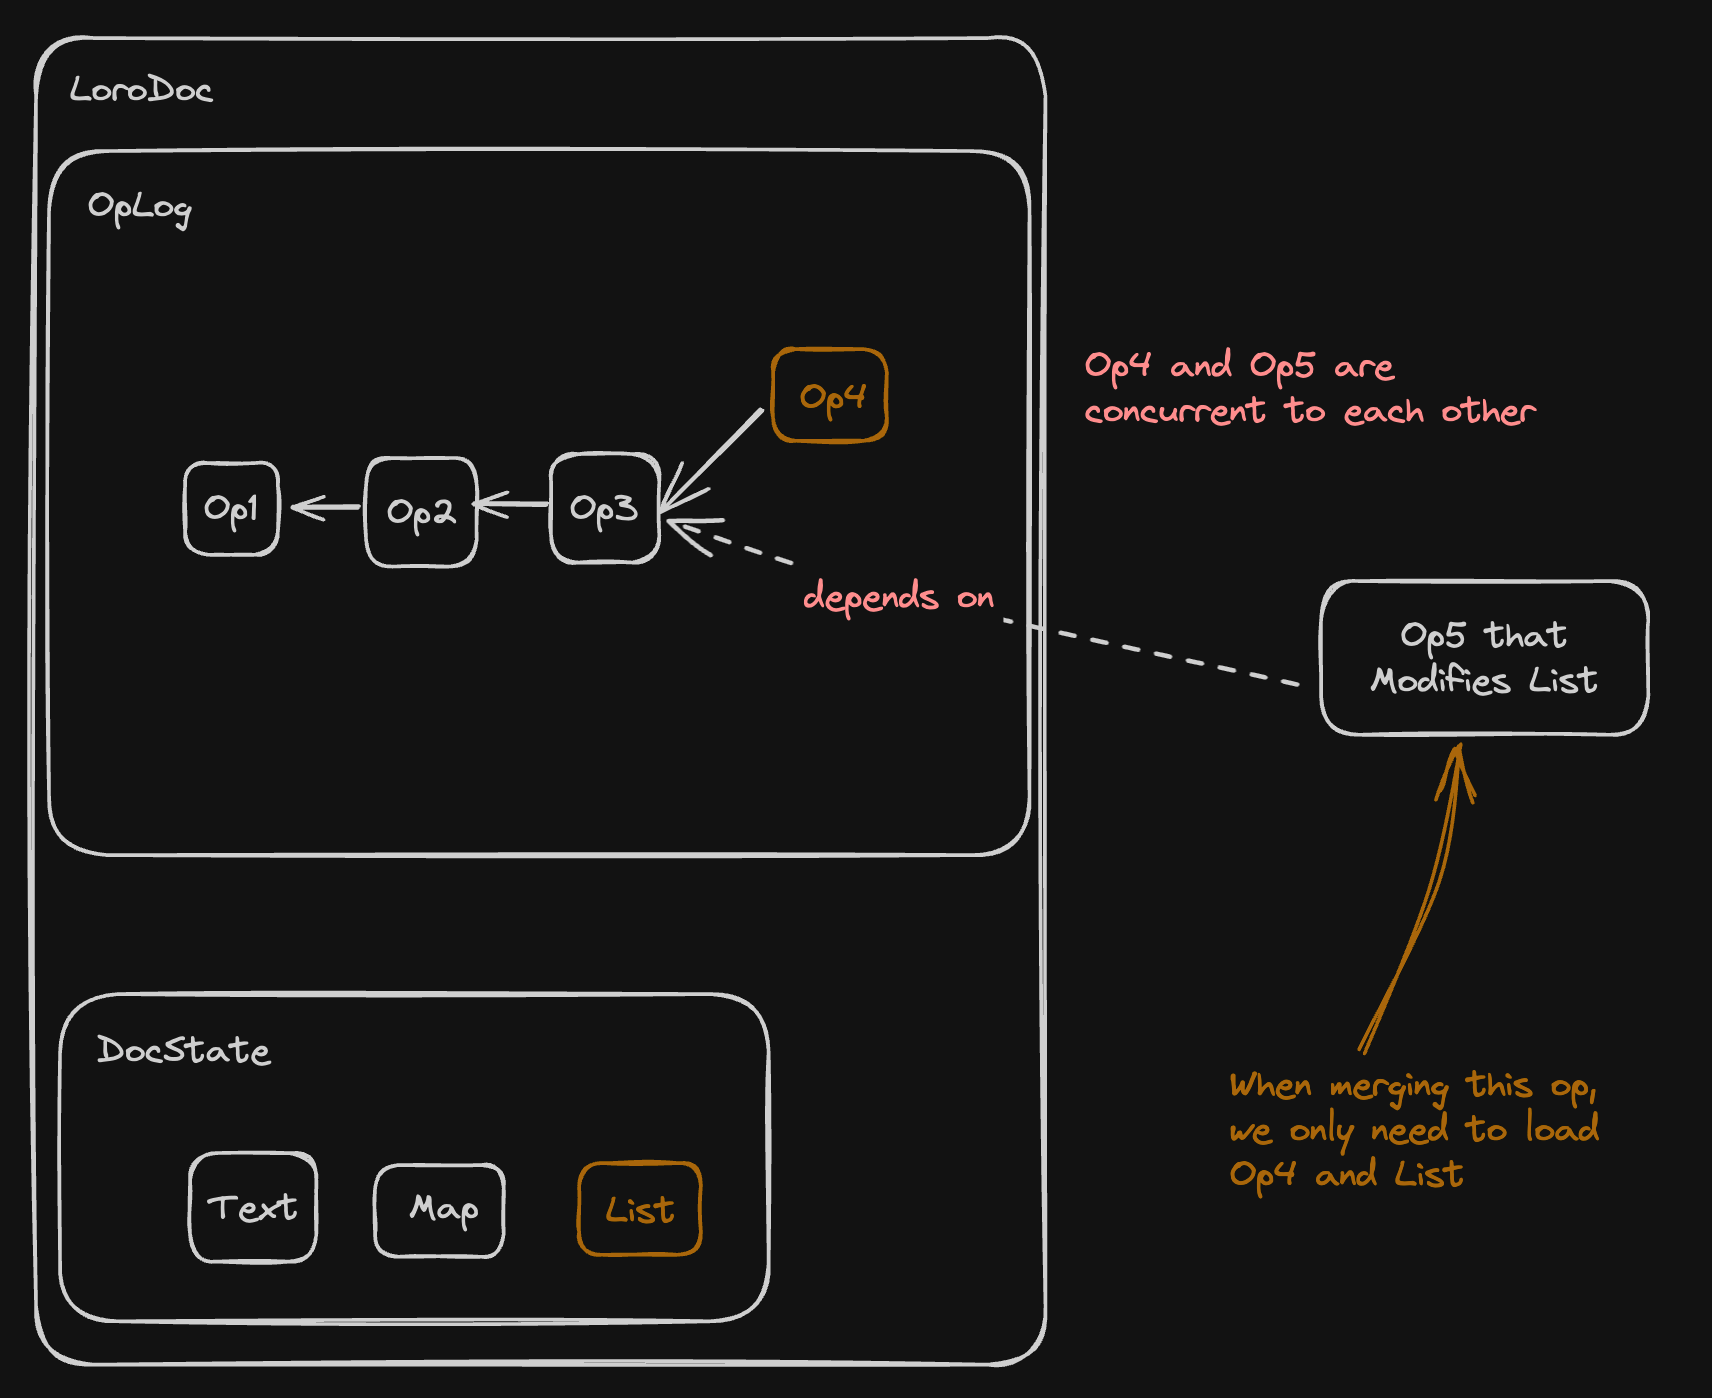 LoroDoc
OpLog
Op4
Op1
Op2
Op3
depends on
Op4 and Op5 are
concurrent to each other
Op5 that
Modifies List
DocState
Text
Map
List
When merging this op,
we only need to load
Op4 and List